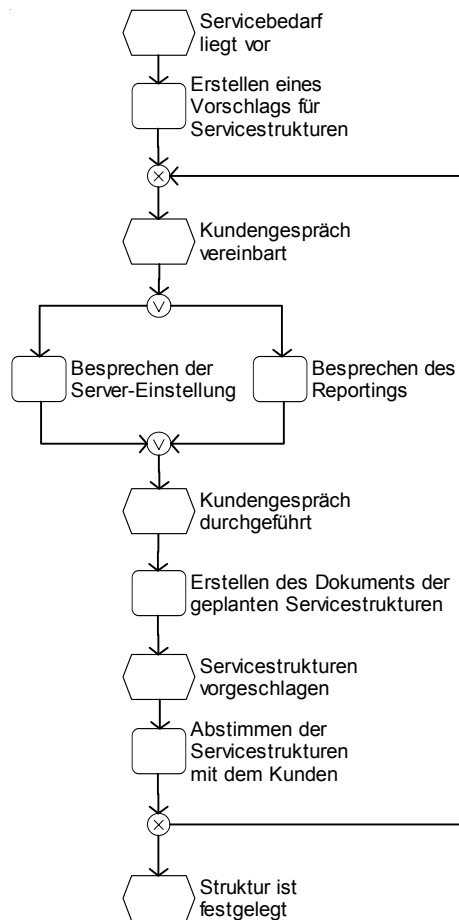 Servicebedarf
liegt vor
Erstellen eines
Vorschlags für
Servicestrukturen
Kundengespräch
vereinbart
Besprechen der
Server-Einstellung
Besprechen des
Reportings
Kundengespräch
durchgeführt
Erstellen des Dokuments der
geplanten Servicestrukturen
Servicestrukturen
vorgeschlagen
Abstimmen der
Servicestrukturen
mit dem Kunden
Struktur ist
festgelegt